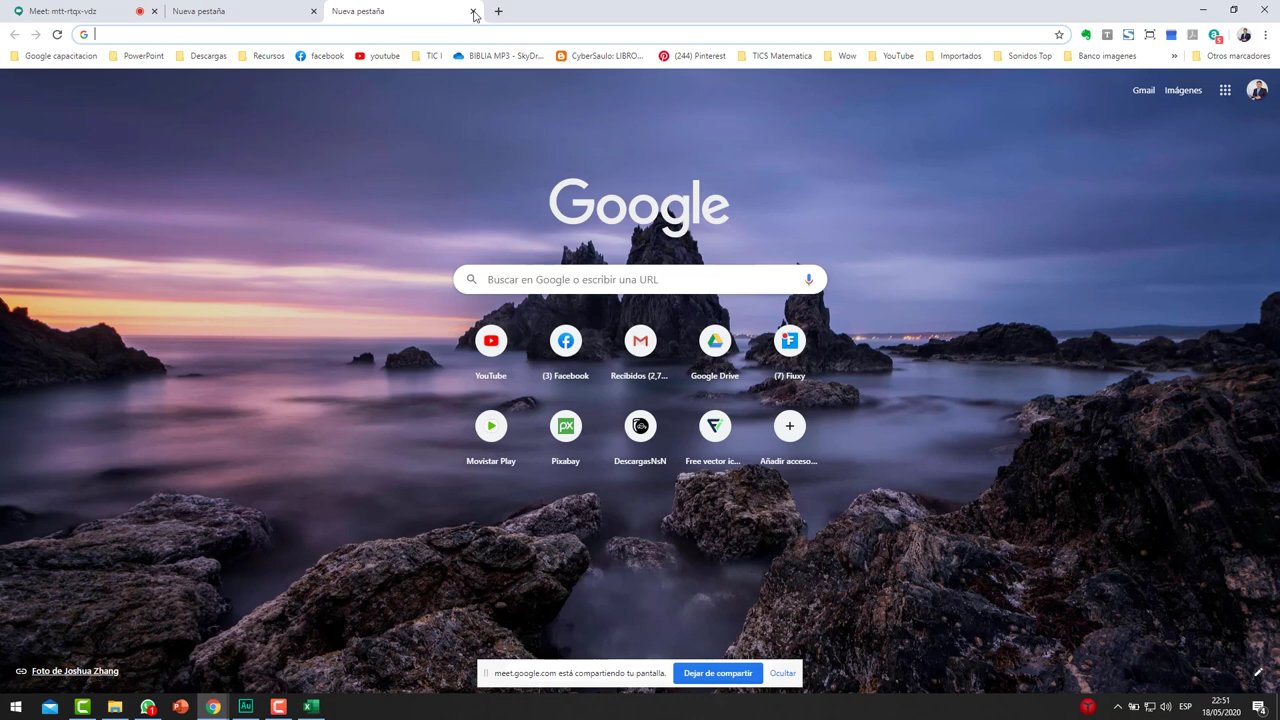 Meet: mtt-rtqx-vdz
Nueva pestaña
Nueva pestaña
Google capacitacion
PowerPoint
Descargas
Recursos
facebook
youtube
TIC I
BIBLIA MP3 - SkyDr...
CyberSaulo: LIBRO...
(244) Pinterest
TICS Matematica
Wow
YouTube
Importados
Sonidos Top
Banco imagenes
»
Otros marcadores
Gmail
Imágenes
Google
Buscar en Google o escribir una URL
YouTube
(3) Facebook
Recibidos (2,7...
Google Drive
(7) Fiuxy
Movistar Play
Pixabay
DescargasNsN
Free vector ic...
Añadir acceso...
Foto de Joshua Zhang
meet.google.com está compartiendo tu pantalla.
Dejar de compartir
Ocultar
ESP
22:51
18/05/2020